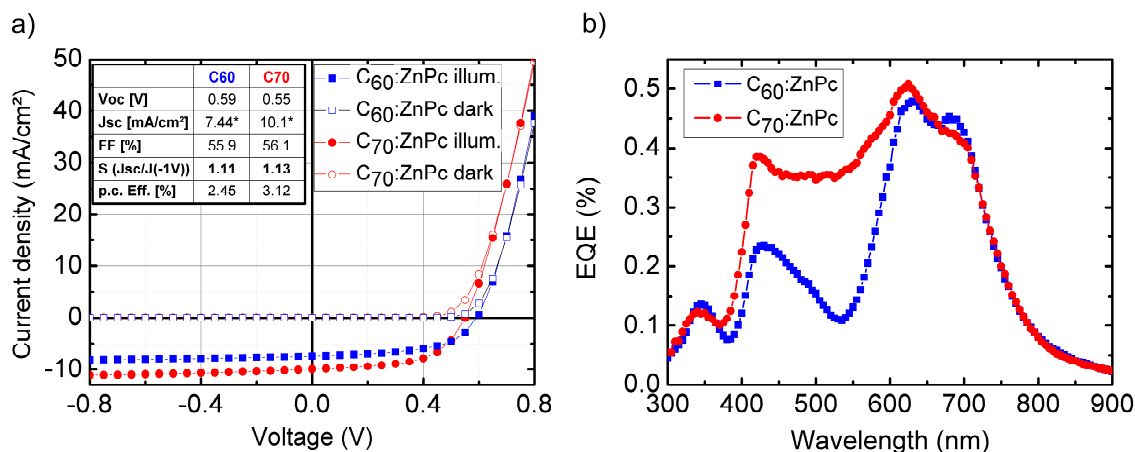 a)
Current density (mA/cm²)
50
40
30
20
10
0
-10
-0.8
-0.4
0.0
0.4
0.8
Voltage (V)
C60 C70
Voc [V] 0.59 0.55
Jsc [mA/cm²] 7.44* 10.1*
FF [%] 55.9 56.1
S (Jsc/J(-1V)) 1.11 1.13
p.c. Eff. [%] 2.45 3.12
C60:ZnPc illum.
C60:ZnPc dark
C70:ZnPc illum.
C70:ZnPc dark
b)
EQE (%)
0.5
0.4
0.3
0.2
0.1
0.0
300 400 500 600 700 800 900
Wavelength (nm)
C60:ZnPc
C70:ZnPc